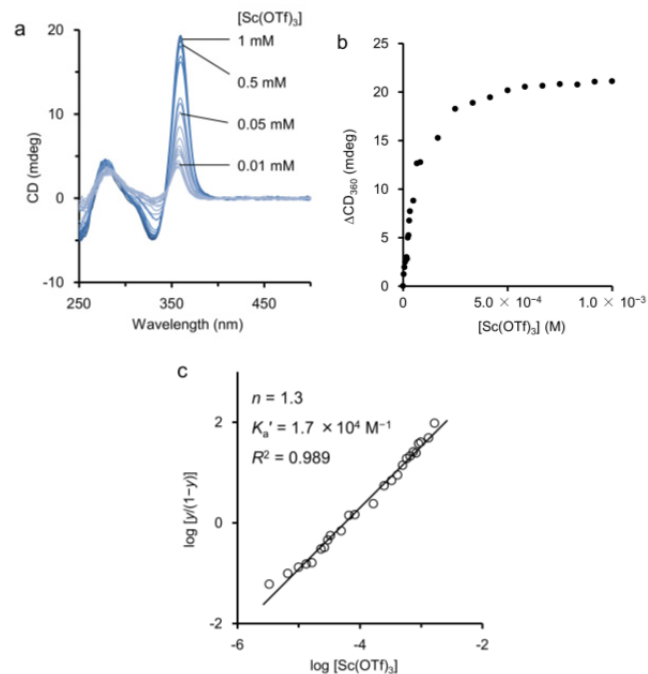 a
[Sc(OTf)₃]
20
1 mM
0.5 mM
10
0.05 mM
0.01 mM
0
-10
CD (mdeg)
250
350
450
Wavelength (nm)
b
25
20
15
10
5
0
ΔCD₃₆₀ (mdeg)
0
5.0 × 10⁻⁴
1.0 × 10⁻³
[Sc(OTf)₃] (M)
c
n = 1.3
Kₐ' = 1.7 × 10⁴ M⁻¹
R² = 0.989
2
0
-2
log [y/(1−y)]
-6
-4
-2
log [Sc(OTf)₃]